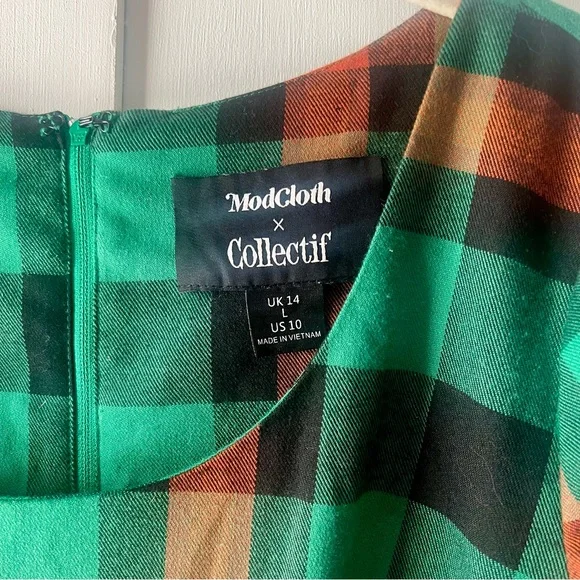 ModCloth
×
Collectif
UK 14
L
US 10
MADE IN VIETNAM